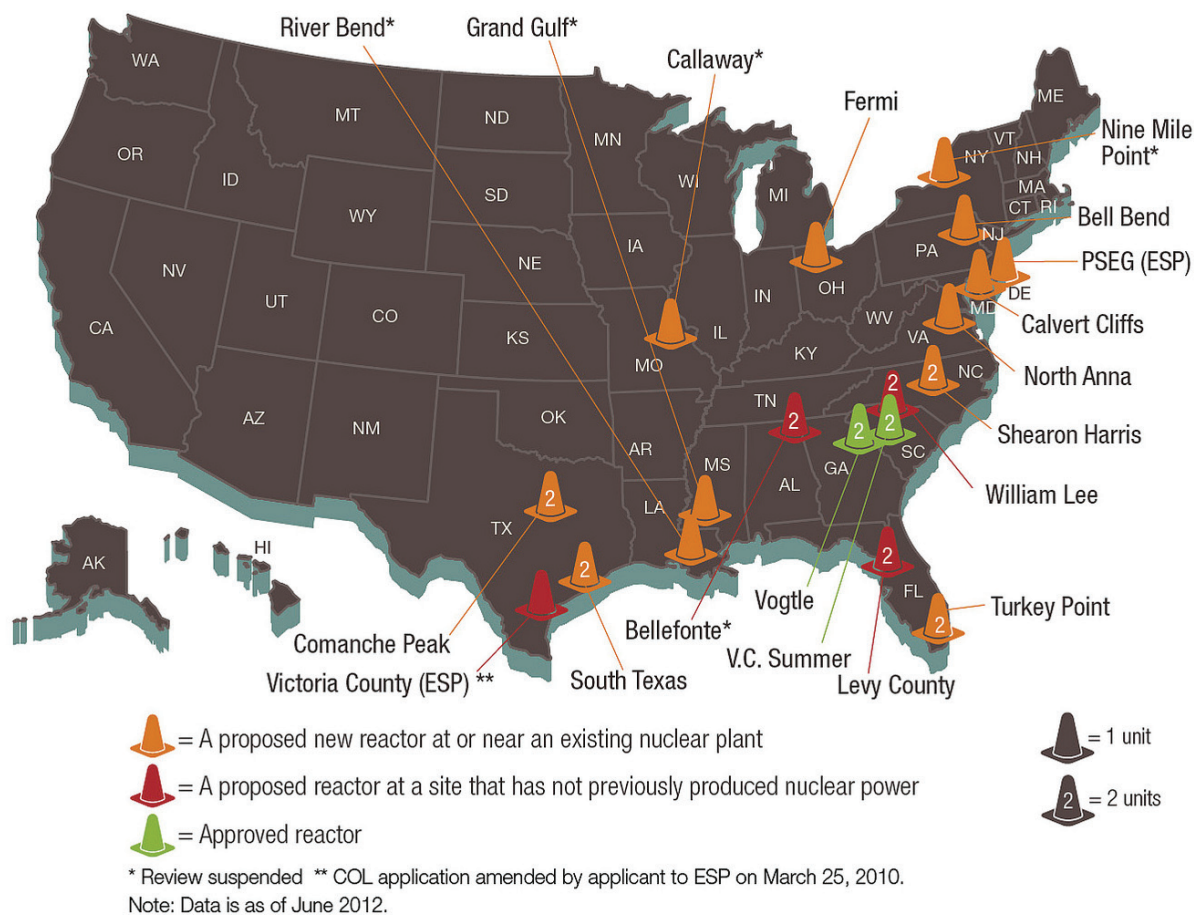 River Bend*
Grand Gulf*
Callaway*
Fermi
Nine Mile
Point*
Bell Bend
PSEG (ESP)
Calvert Cliffs
North Anna
Shearon Harris
William Lee
Turkey Point
Levy County
V.C. Summer
Vogtle
Bellefonte*
South Texas
Victoria County (ESP) **
Comanche Peak
WA
MT
ND
MN
ME
VT
NH
NY
MA
CT
RI
OR
ID
SD
WI
MI
WY
IA
PA
NJ
NE
NV
UT
CO
IL
IN
OH
DE
MD
WV
VA
CA
KS
MO
KY
NC
2
AZ
NM
OK
TN
2
2
AR
2
2
SC
MS
AL
GA
TX
2
LA
2
2
FL
2
AK
HI
= A proposed new reactor at or near an existing nuclear plant
= A proposed reactor at a site that has not previously produced nuclear power
= Approved reactor
= 1 unit
2 = 2 units
* Review suspended ** COL application amended by applicant to ESP on March 25, 2010.
Note: Data is as of June 2012.